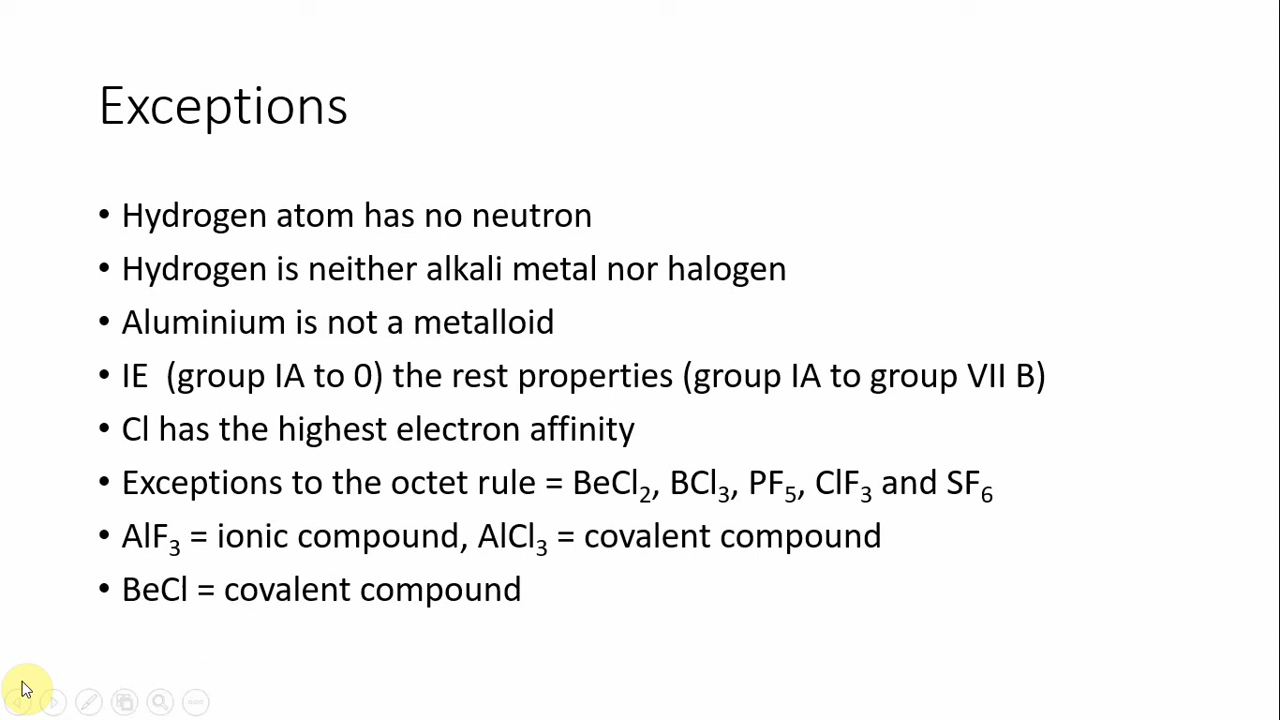 Exceptions
• Hydrogen atom has no neutron
• Hydrogen is neither alkali metal nor halogen
• Aluminium is not a metalloid
• IE  (group IA to 0) the rest properties (group IA to group VII B)
• Cl has the highest electron affinity
• Exceptions to the octet rule = BeCl₂, BCl₃, PF₅, ClF₃ and SF₆
• AlF₃ = ionic compound, AlCl₃ = covalent compound
• BeCl = covalent compound